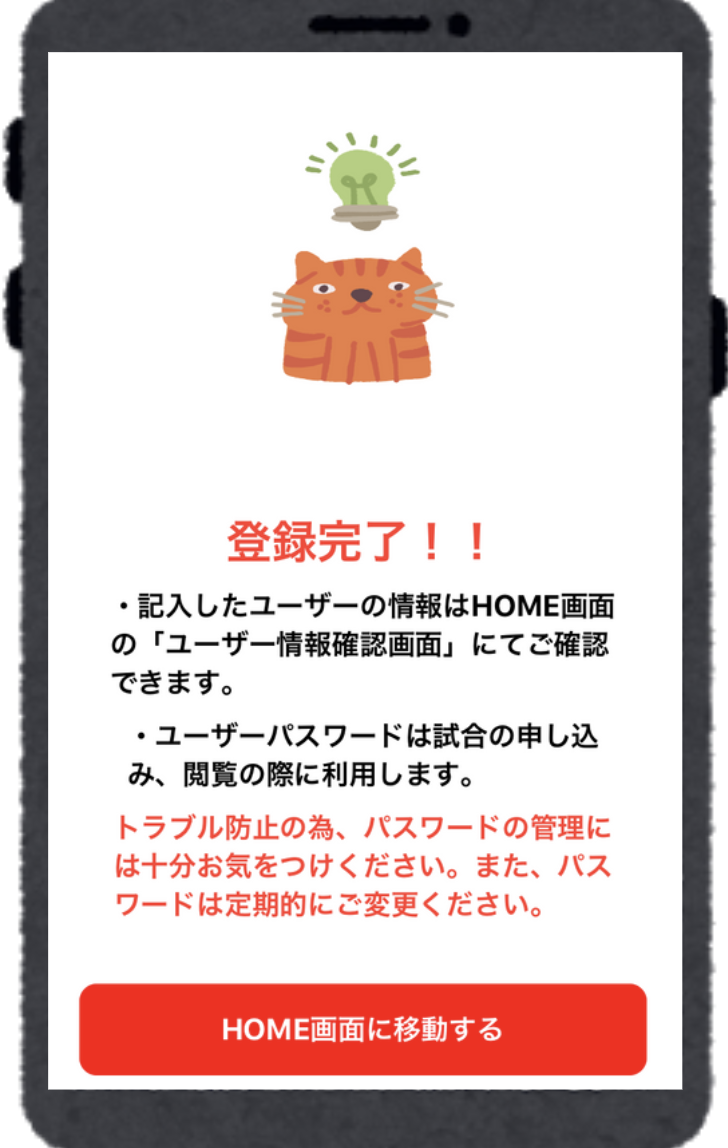 登録完了！！
・記入したユーザーの情報はHOME画面
の「ユーザー情報確認画面」にてご確認
できます。
・ユーザーパスワードは試合の申し込
み、閲覧の際に利用します。
トラブル防止の為、パスワードの管理に
は十分お気をつけください。また、パス
ワードは定期的にご変更ください。
HOME画面に移動する